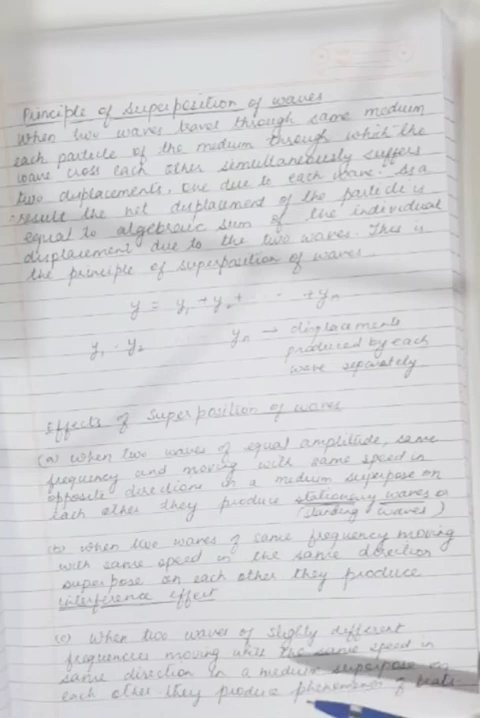 Principle of Superposition of waves
When two waves travel through same medium
each particle of the medium through which the
wave cross each other simultaneously suffers
two displacements, one due to each wave. As a
result the net displacement of the particle is
equal to algebraic sum of the individual
displacement due to the two waves. This is
the principle of superposition of waves.
y = y₁ + y₂ + . . . + yn
y₁ . y₂ yn → displacements
produced by each
wave separately
Effects of Superposition of waves
(a) When two waves of equal amplitude, same
frequency and moving with same speed in
opposite directions in a medium superpose on
each other they produce stationary waves or
(standing waves)
(b) When two waves of same frequency moving
with same speed in the same direction
superpose on each other they produce
interference effect
(c) When two waves of slighly different
frequencies moving the same speed in
same direction in a medium superpose on
each other they produce phenomenon of beats